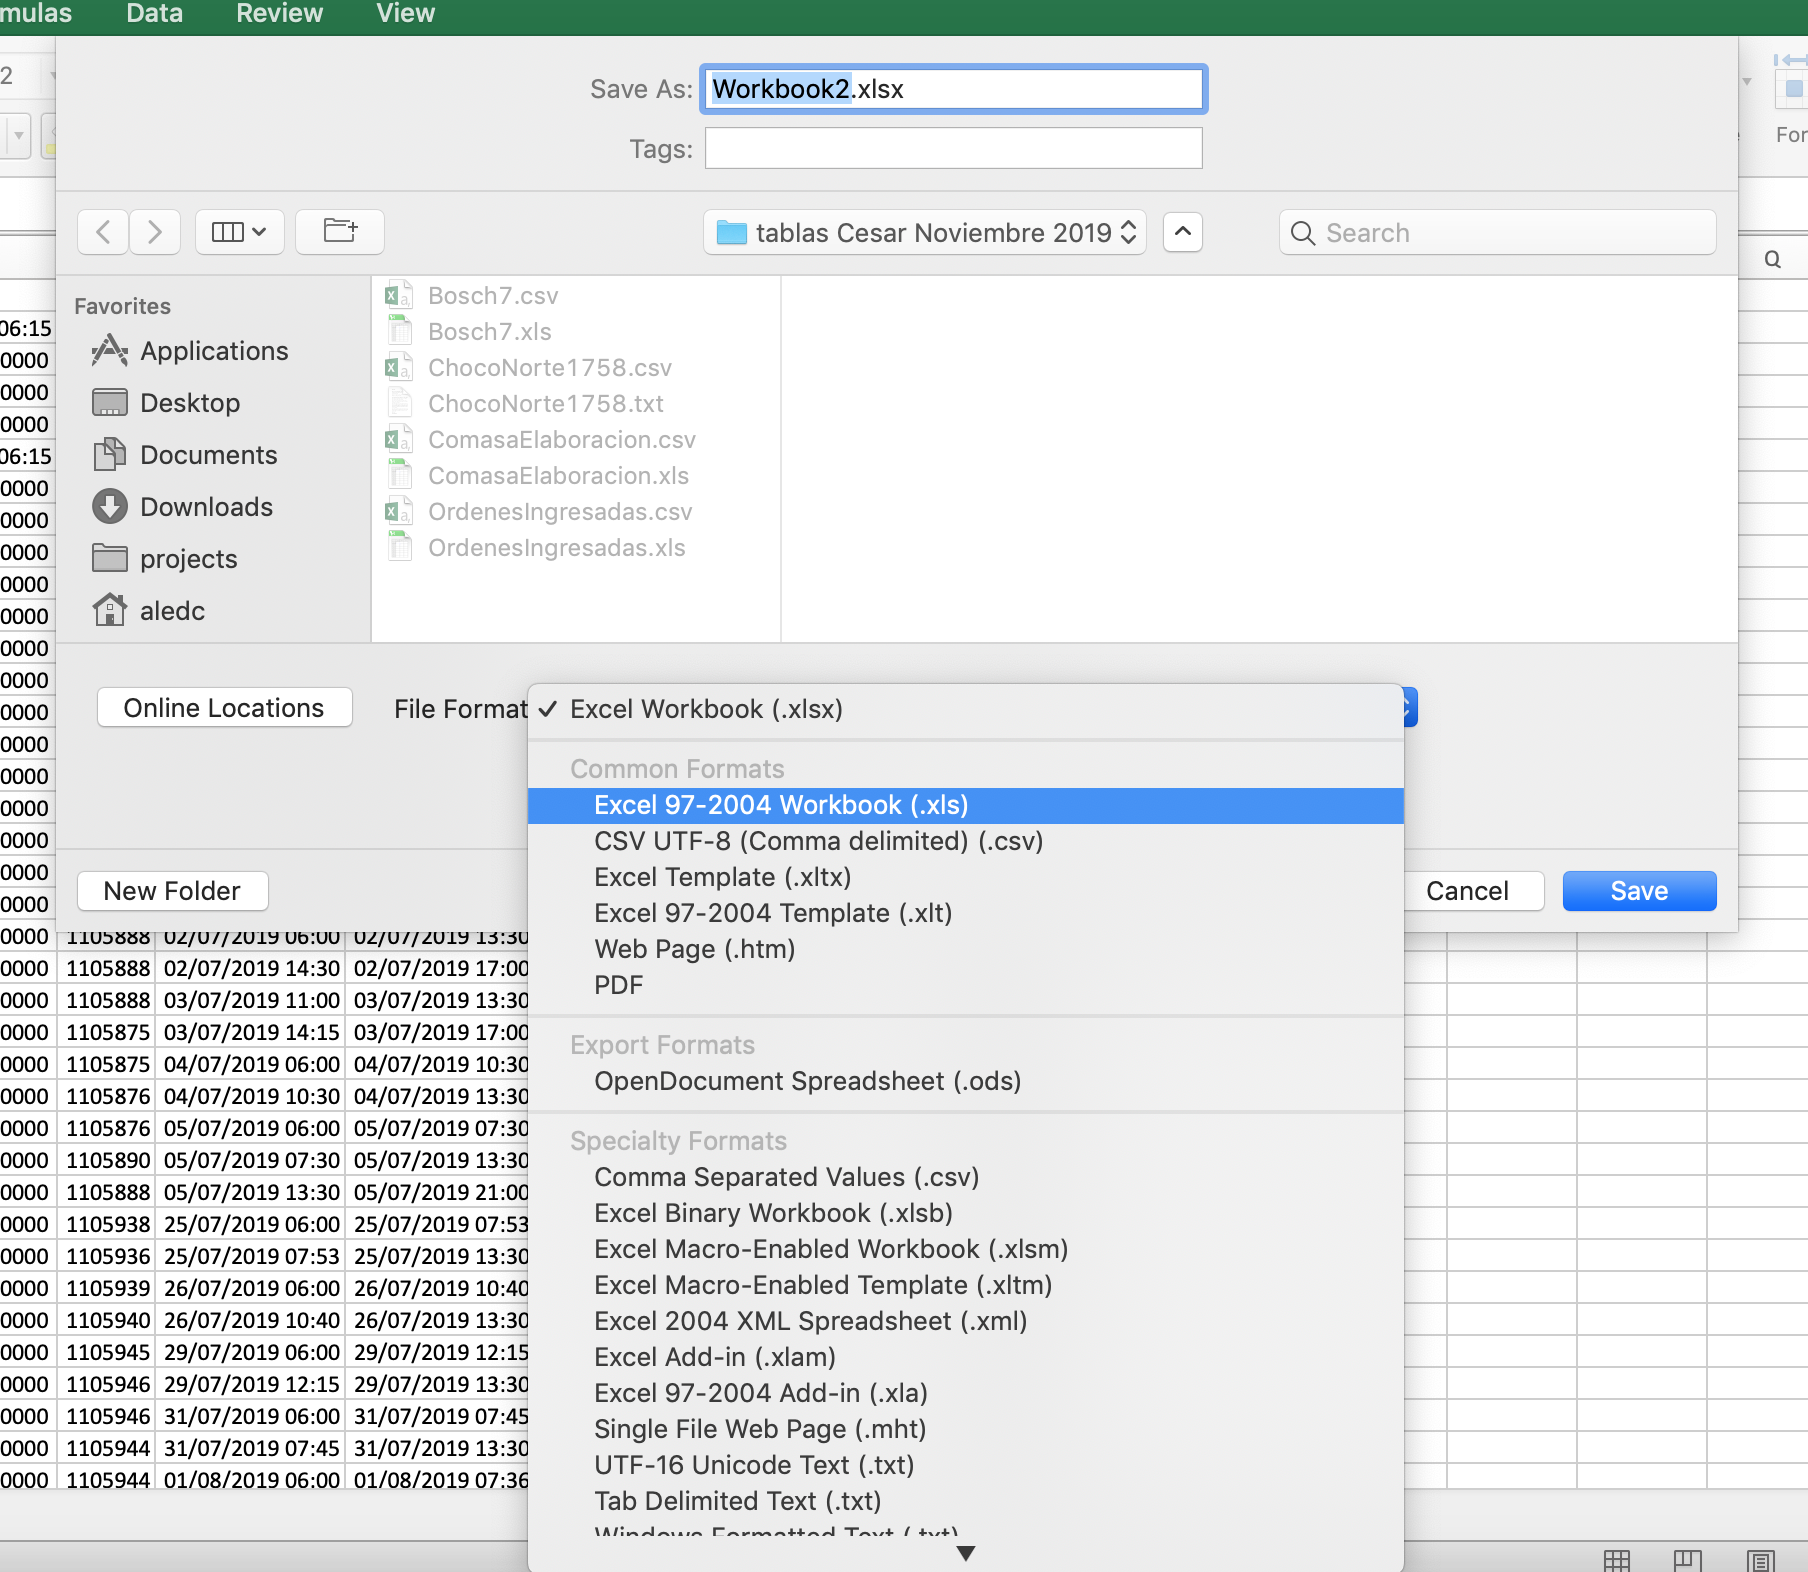 mulas Data Review View
2
Save As: Workbook2.xlsx
Tags:
For
tablas Cesar Noviembre 2019
Search
Q
Favorites
Applications
Desktop
Documents
Downloads
projects
aledc
Bosch7.csv
Bosch7.xls
ChocoNorte1758.csv
ChocoNorte1758.txt
ComasaElaboracion.csv
ComasaElaboracion.xls
OrdenesIngresadas.csv
OrdenesIngresadas.xls
06:15
0000
0000
0000
06:15
0000
0000
0000
0000
0000
0000
0000
0000
0000
0000
0000
0000
0000
0000
Online Locations
File Format
✓ Excel Workbook (.xlsx)
Common Formats
Excel 97-2004 Workbook (.xls)
CSV UTF-8 (Comma delimited) (.csv)
Excel Template (.xltx)
Excel 97-2004 Template (.xlt)
Web Page (.htm)
PDF
Export Formats
OpenDocument Spreadsheet (.ods)
Specialty Formats
Comma Separated Values (.csv)
Excel Binary Workbook (.xlsb)
Excel Macro-Enabled Workbook (.xlsm)
Excel Macro-Enabled Template (.xltm)
Excel 2004 XML Spreadsheet (.xml)
Excel Add-in (.xlam)
Excel 97-2004 Add-in (.xla)
Single File Web Page (.mht)
UTF-16 Unicode Text (.txt)
Tab Delimited Text (.txt)
Windows Formatted Text (.txt)
New Folder
Cancel
Save
0000 1105888 02/07/2019 06:00 02/07/2019 13:30
0000 1105888 02/07/2019 14:30 02/07/2019 17:00
0000 1105888 03/07/2019 11:00 03/07/2019 13:30
0000 1105875 03/07/2019 14:15 03/07/2019 17:00
0000 1105875 04/07/2019 06:00 04/07/2019 10:30
0000 1105876 04/07/2019 10:30 04/07/2019 13:30
0000 1105876 05/07/2019 06:00 05/07/2019 07:30
0000 1105890 05/07/2019 07:30 05/07/2019 13:30
0000 1105888 05/07/2019 13:30 05/07/2019 21:00
0000 1105938 25/07/2019 06:00 25/07/2019 07:53
0000 1105936 25/07/2019 07:53 25/07/2019 13:30
0000 1105939 26/07/2019 06:00 26/07/2019 10:40
0000 1105940 26/07/2019 10:40 26/07/2019 13:30
0000 1105945 29/07/2019 06:00 29/07/2019 12:15
0000 1105946 29/07/2019 12:15 29/07/2019 13:30
0000 1105946 31/07/2019 06:00 31/07/2019 07:45
0000 1105944 31/07/2019 07:45 31/07/2019 13:30
0000 1105944 01/08/2019 06:00 01/08/2019 07:36